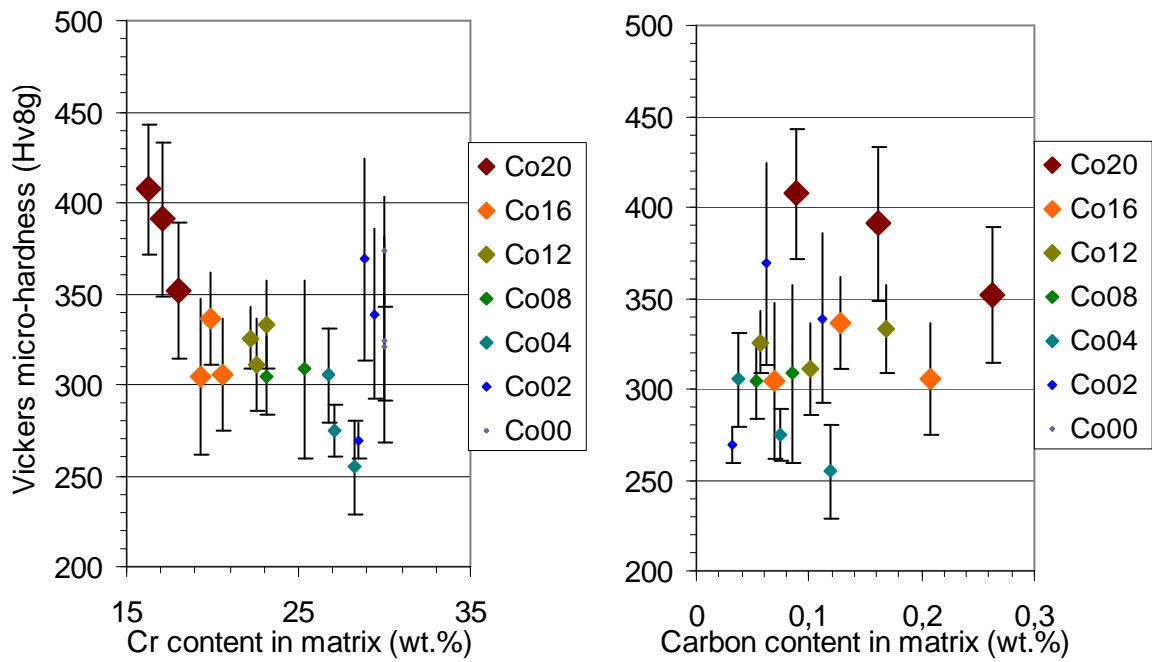 Vickers micro-hardness (Hv8g)
500
450
400
350
300
250
200
15
25
35
Cr content in matrix (wt.%)
Co20
Co16
Co12
Co08
Co04
Co02
Co00
500
450
400
350
300
250
200
0
0,1
0,2
0,3
Carbon content in matrix (wt.%)
Co20
Co16
Co12
Co08
Co04
Co02
Co00